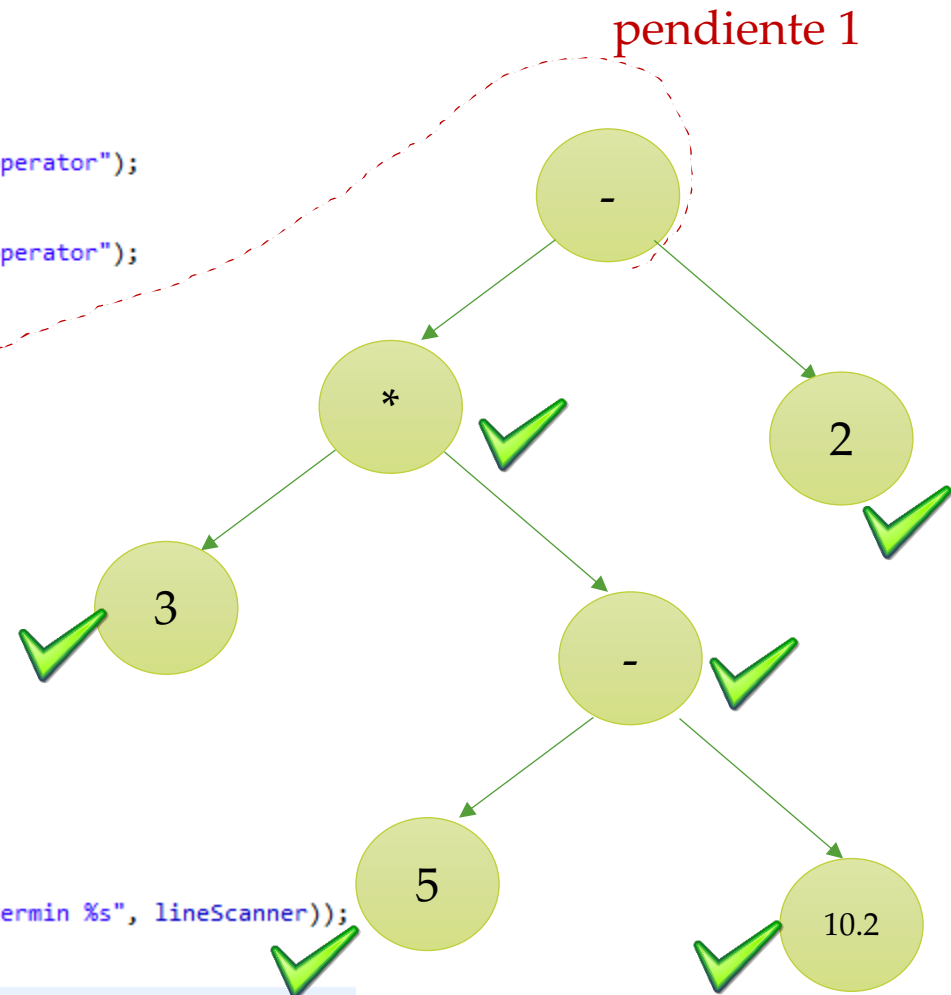 pendiente 1
perator");
-
perator");
*
2
3
-
5
ermin %s", lineScanner));
10.2